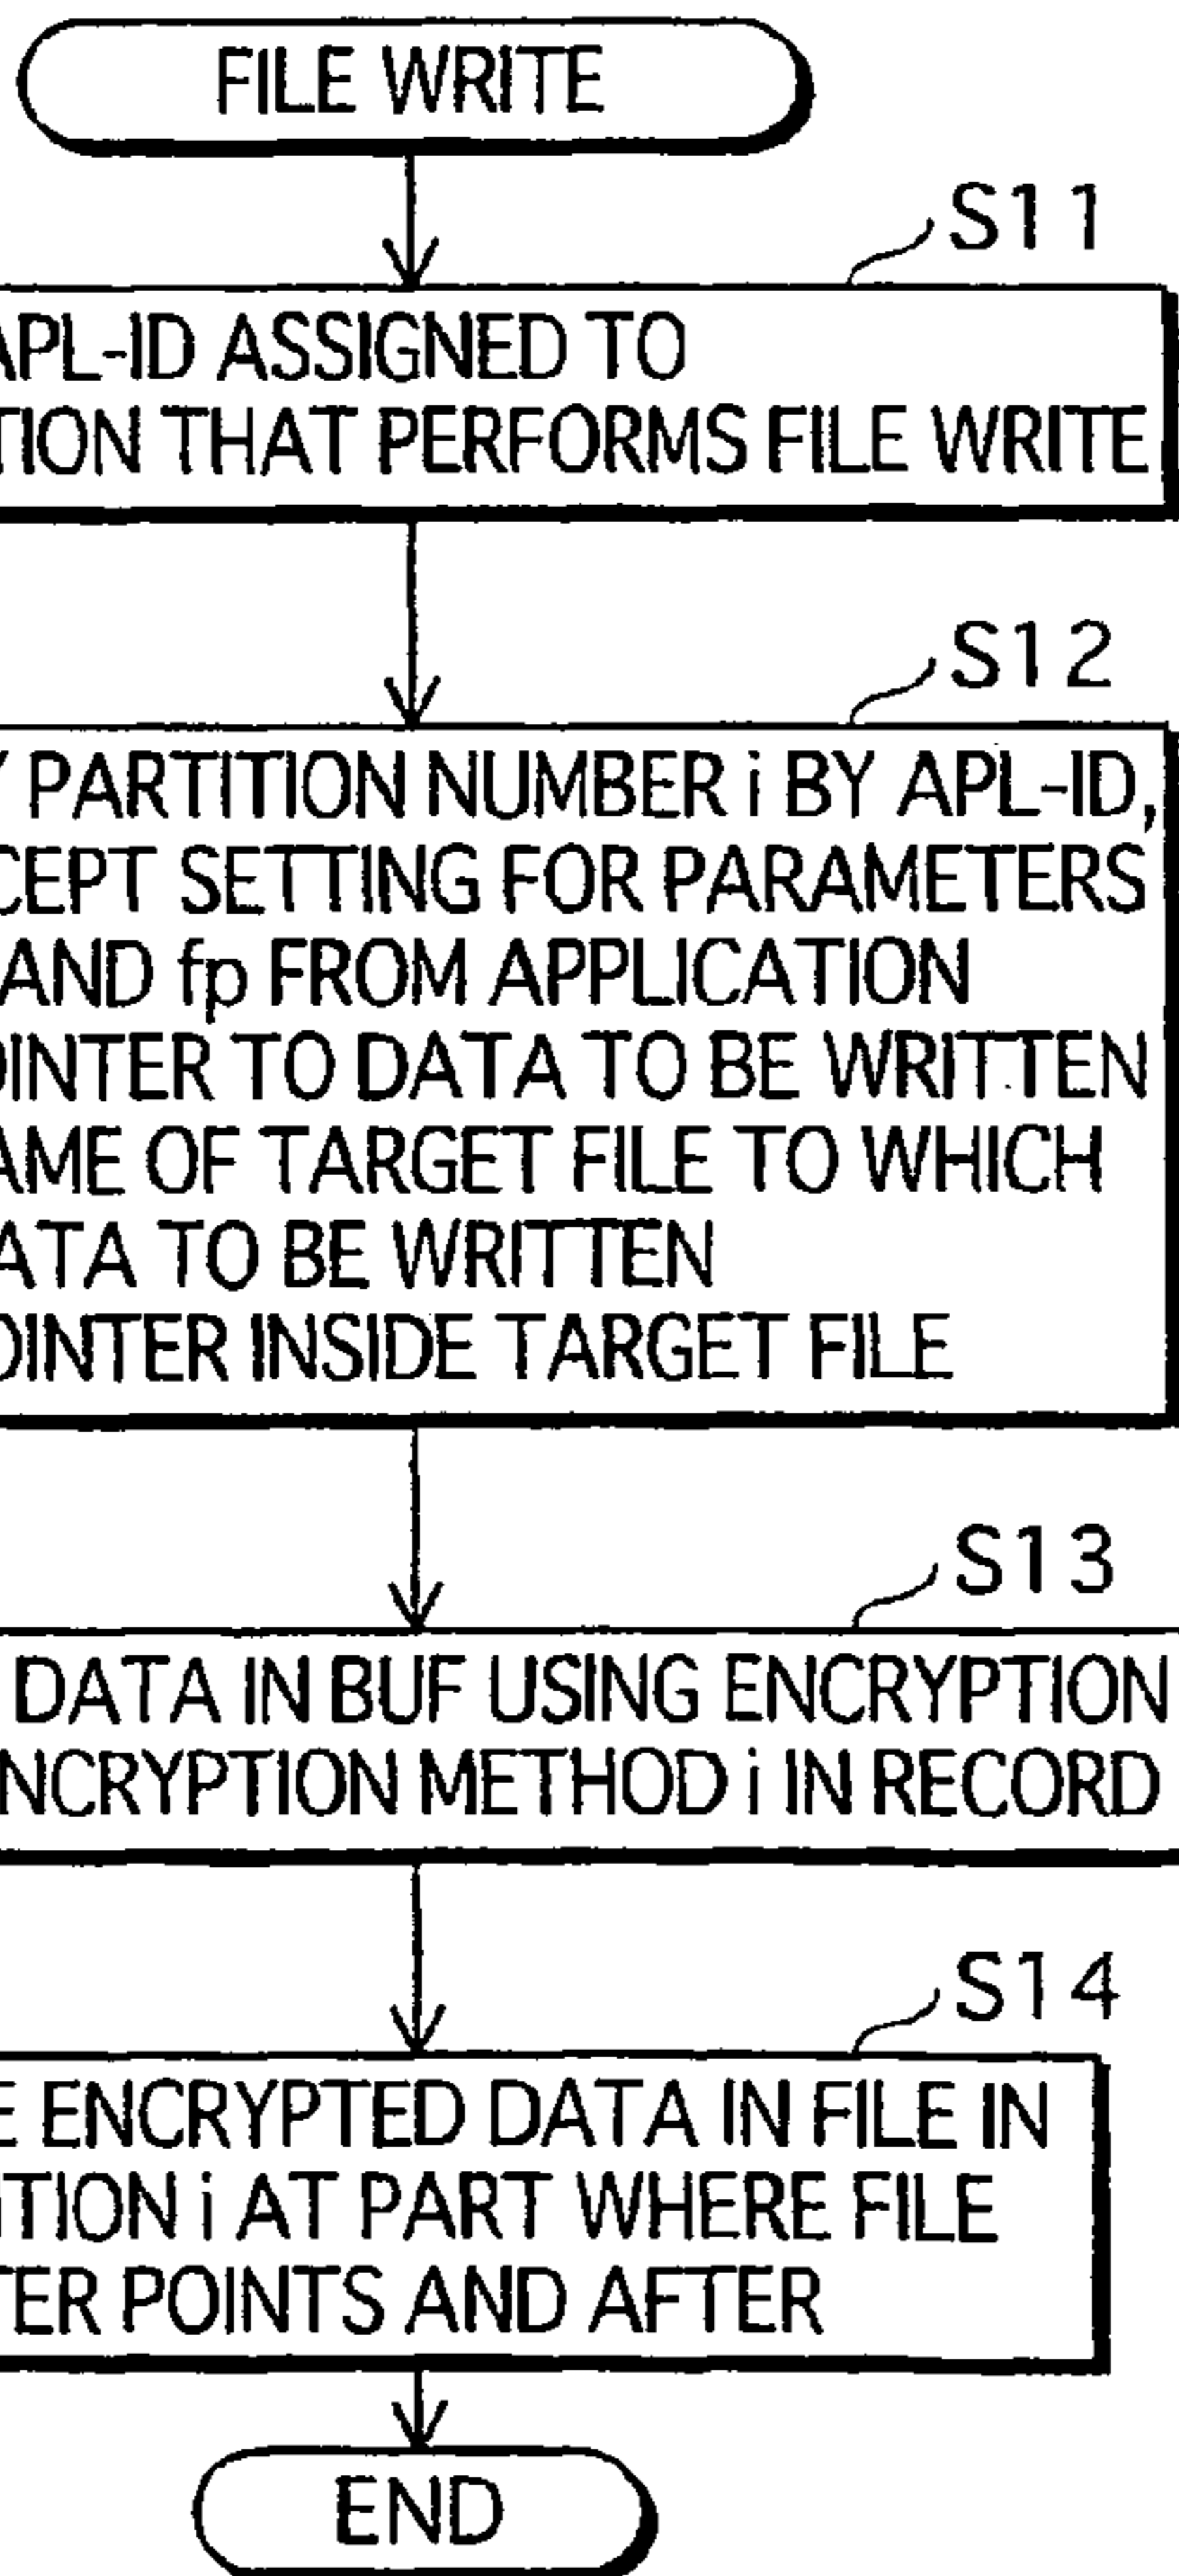 FILE WRITE
S11
APL-ID ASSIGNED TO
TION THAT PERFORMS FILE WRITE
S12
PARTITION NUMBER i BY APL-ID,
CEPT SETTING FOR PARAMETERS
AND fp FROM APPLICATION
OINTER TO DATA TO BE WRITTEN
AME OF TARGET FILE TO WHICH
ATA TO BE WRITTEN
OINTER INSIDE TARGET FILE
S13
DATA IN BUF USING ENCRYPTION
NCRYPTION METHOD i IN RECORD
S14
E ENCRYPTED DATA IN FILE IN
TION i AT PART WHERE FILE
TER POINTS AND AFTER
END